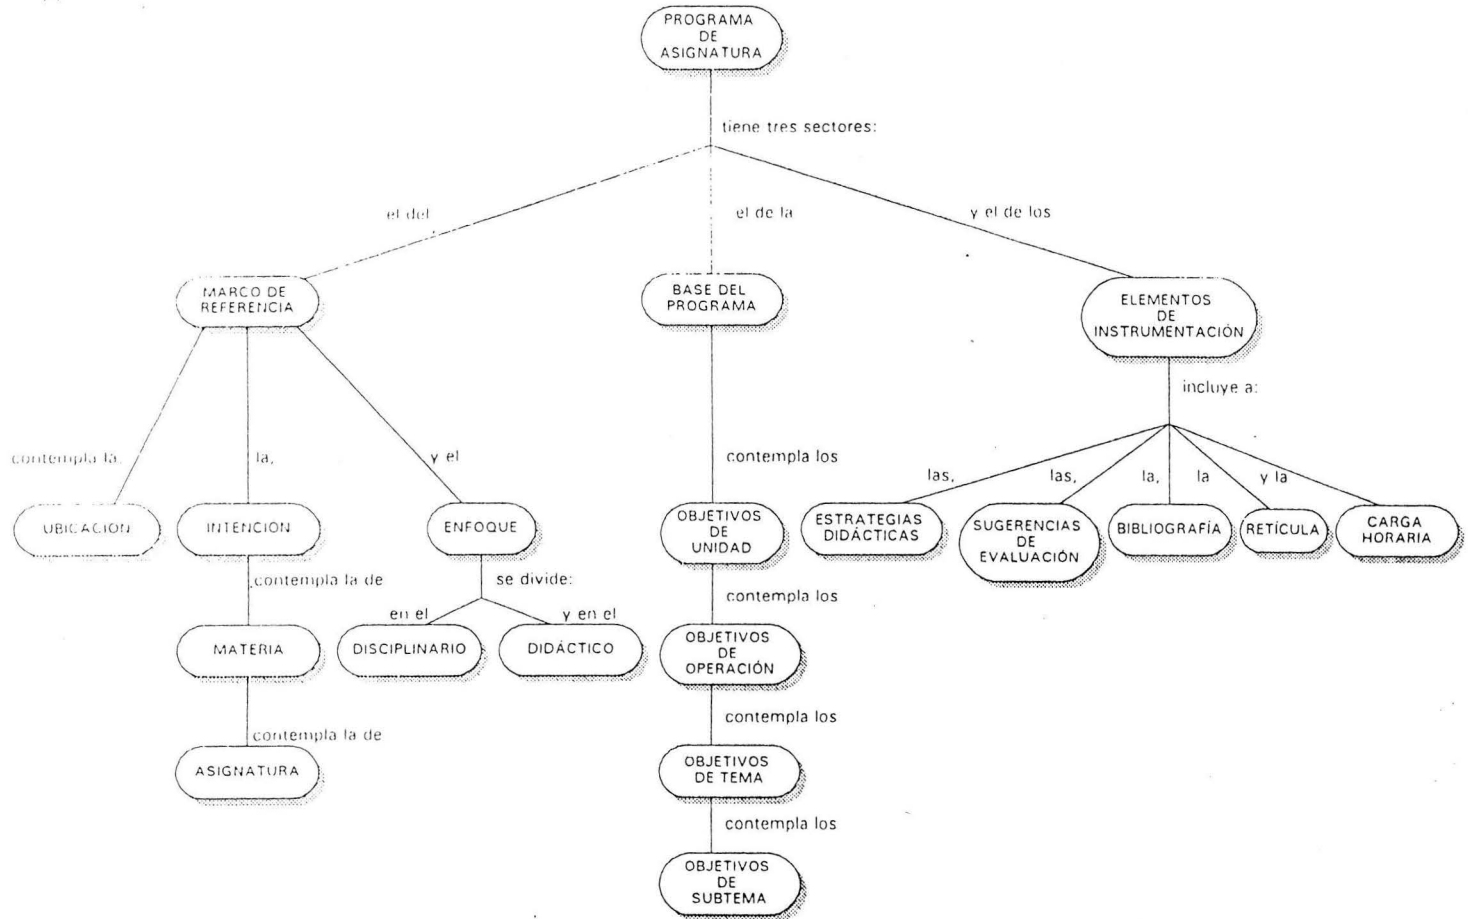 PROGRAMA
DE
ASIGNATURA
tiene tres sectores:
el del,
el de la
y el de los
MARCO DE
REFERENCIA
BASE DEL
PROGRAMA
ELEMENTOS
DE
INSTRUMENTACIÓN
incluye a:
contempla la,
la,
y el
contempla los
las,
las,
la,
la
y la
UBICACION
INTENCION
ENFOQUE
OBJETIVOS
DE
UNIDAD
ESTRATEGIAS
DIDÁCTICAS
SUGERENCIAS
DE
EVALUACIÓN
BIBLIOGRAFÍA
RETÍCULA
CARGA
HORARIA
contempla la de
se divide:
en el
y en el
contempla los
MATERIA
DISCIPLINARIO
DIDÁCTICO
OBJETIVOS
DE
OPERACIÓN
contempla la de
contempla los
ASIGNATURA
OBJETIVOS
DE TEMA
contempla los
OBJETIVOS
DE
SUBTEMA